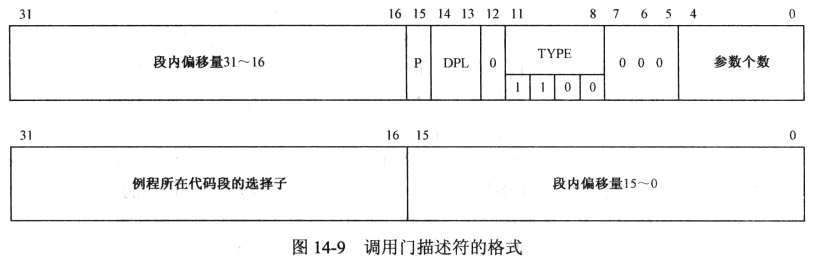 31 16 15 14 13 12 11 8 7 6 5 4 0
段内偏移量31～16 P DPL 0 TYPE 0 0 0 参数个数
1 1 0 0
31 16 15 0
例程所在代码段的选择子 段内偏移量15～0
图 14-9 调用门描述符的格式